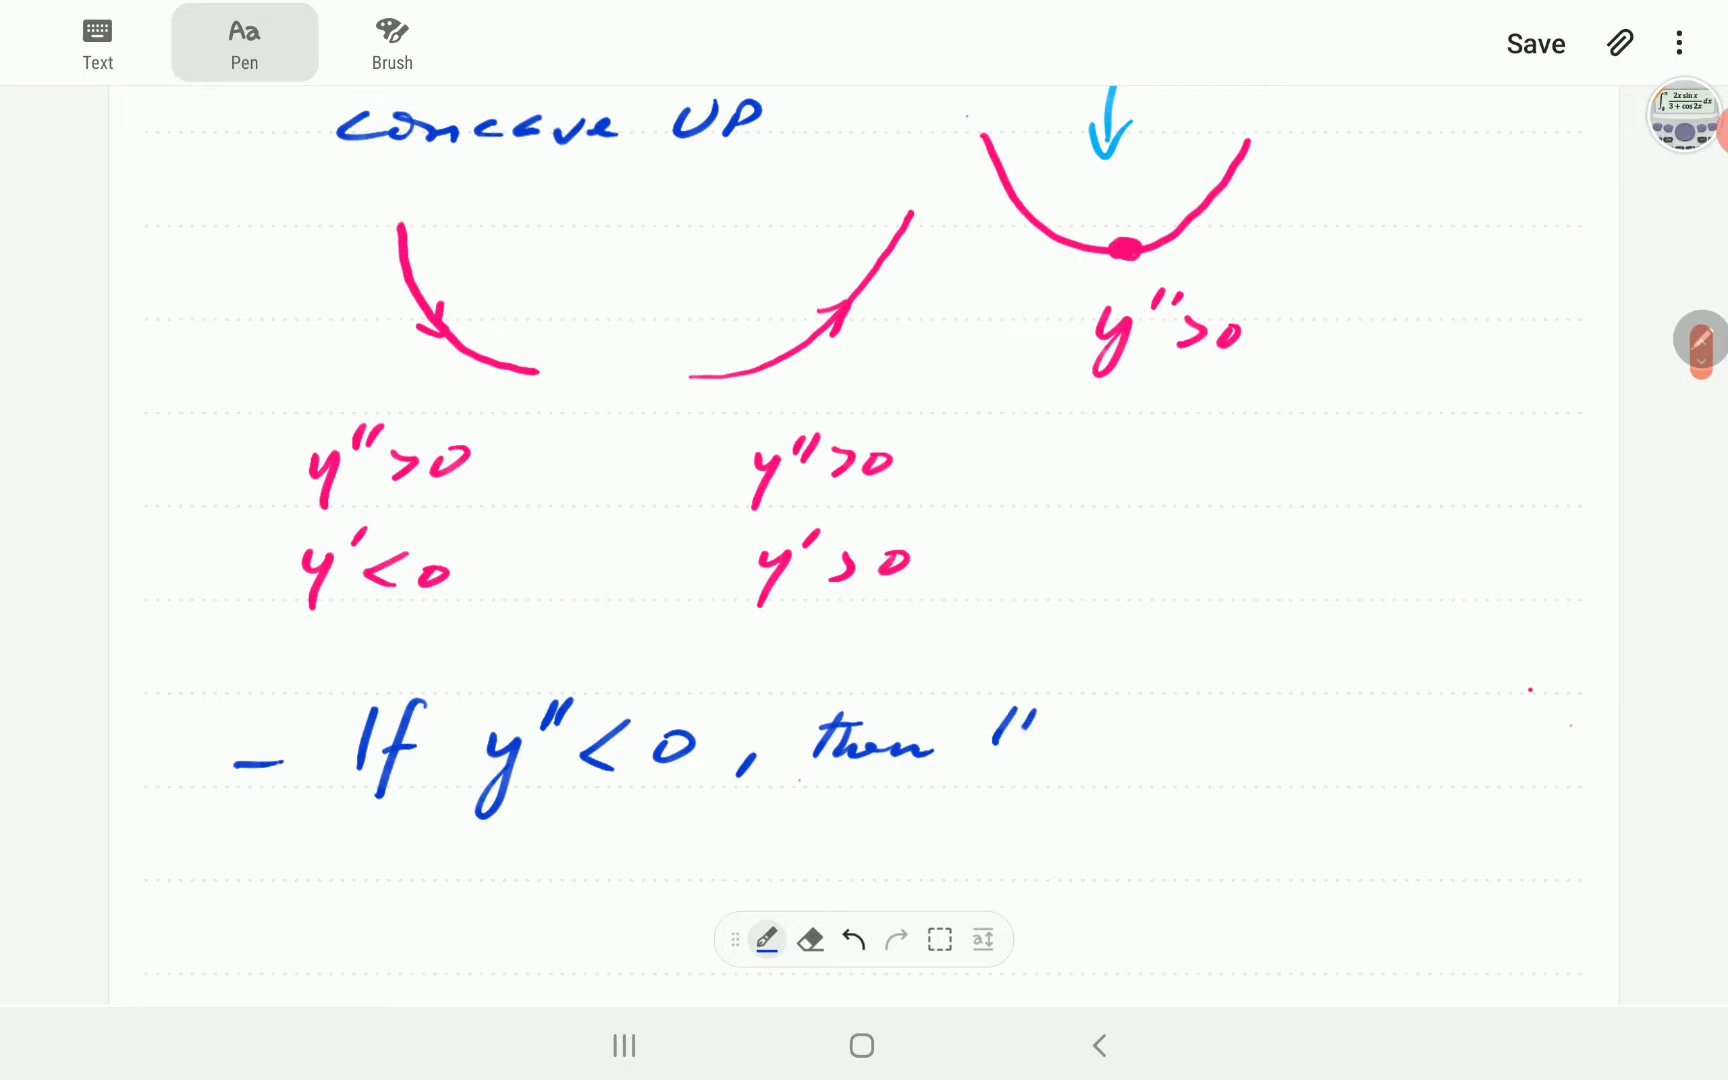 Text Pen Brush Save
concave UP
y''>0
y''>0 y''>0
y'<0 y'>0
- If y''<0, then "